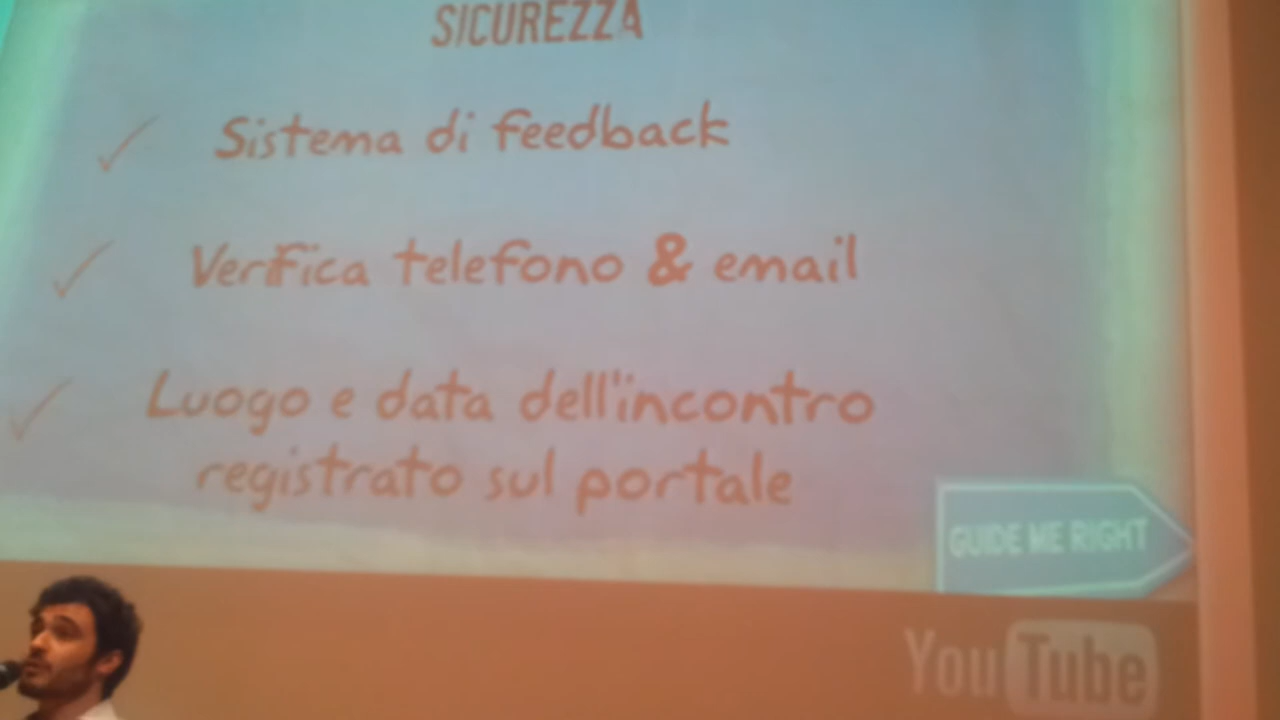 SICUREZZA
Sistema di feedback
Verifica telefono & email
Luogo e data dell'incontro
registrato sul portale
GUIDE ME RIGHT
YouTube